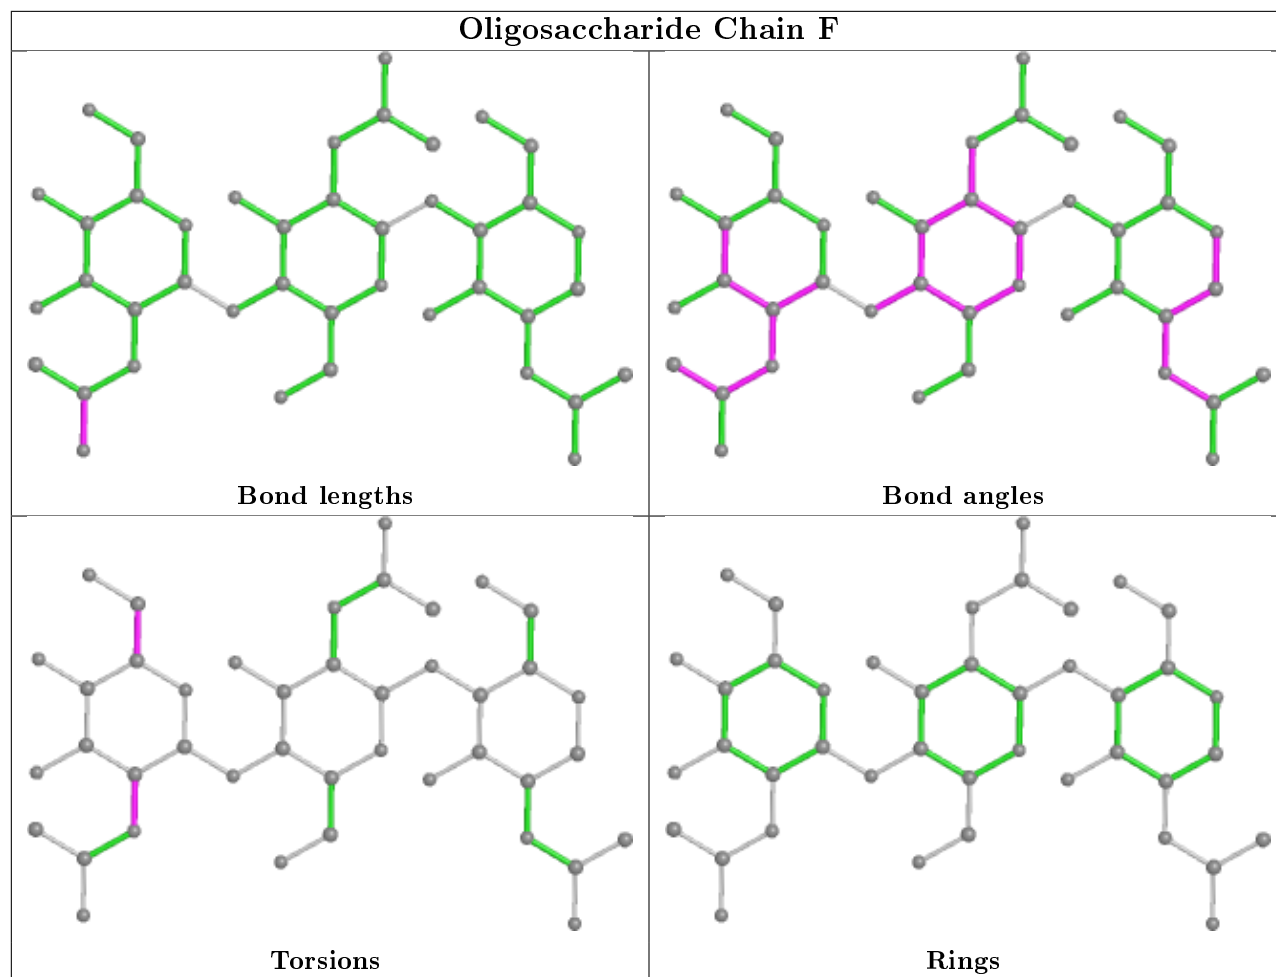 Oligosaccharide Chain F
Bond lengths
Bond angles
Torsions
Rings